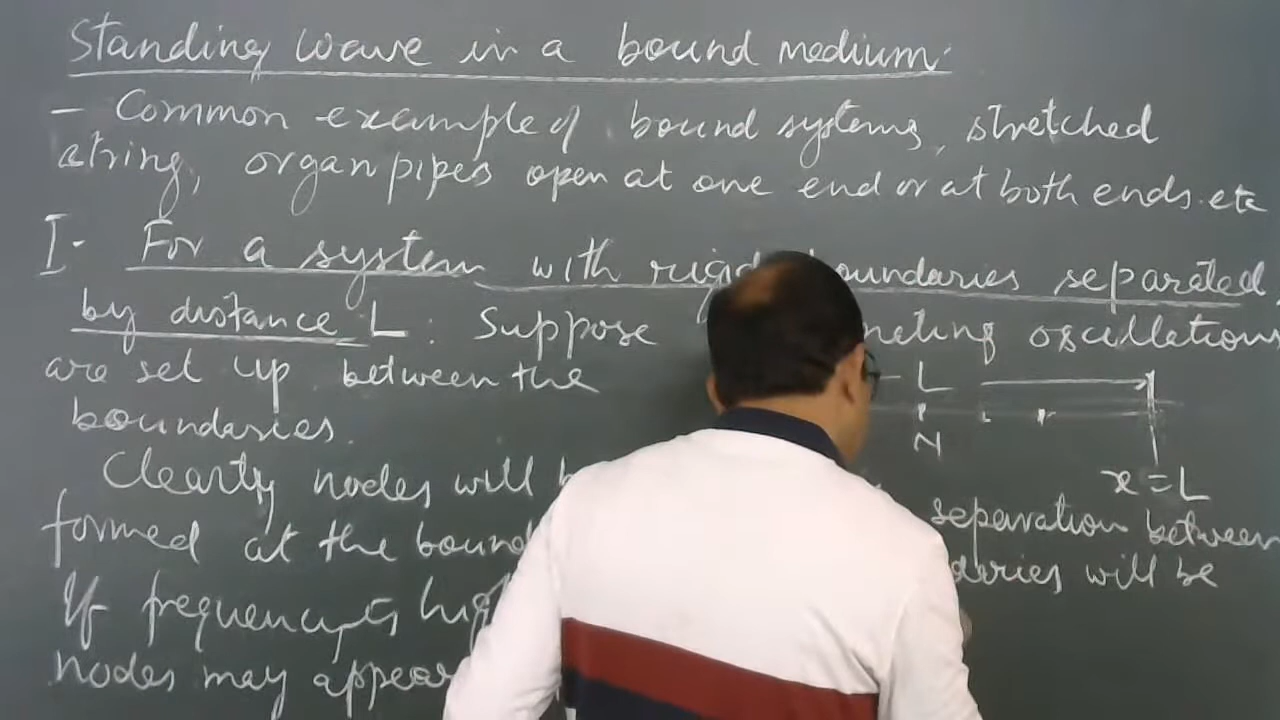 Standing wave in a bound medium.
- Common example of bound systems, stretched
string, organ pipes open at one end or at both ends. etc
I. For a system with rigid boundaries separated
by distance L : Suppose oscillations
are set up between the
L
boundaries.
N
x = L
Clearly nodes will
separation between
formed at the
will be
If frequency is
nodes may appear